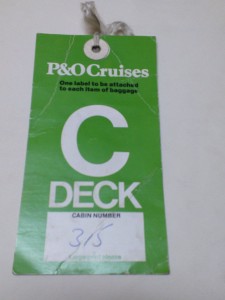 P&O Cruises
One label to be attached
to each item of baggage
C
DECK
CABIN NUMBER
315